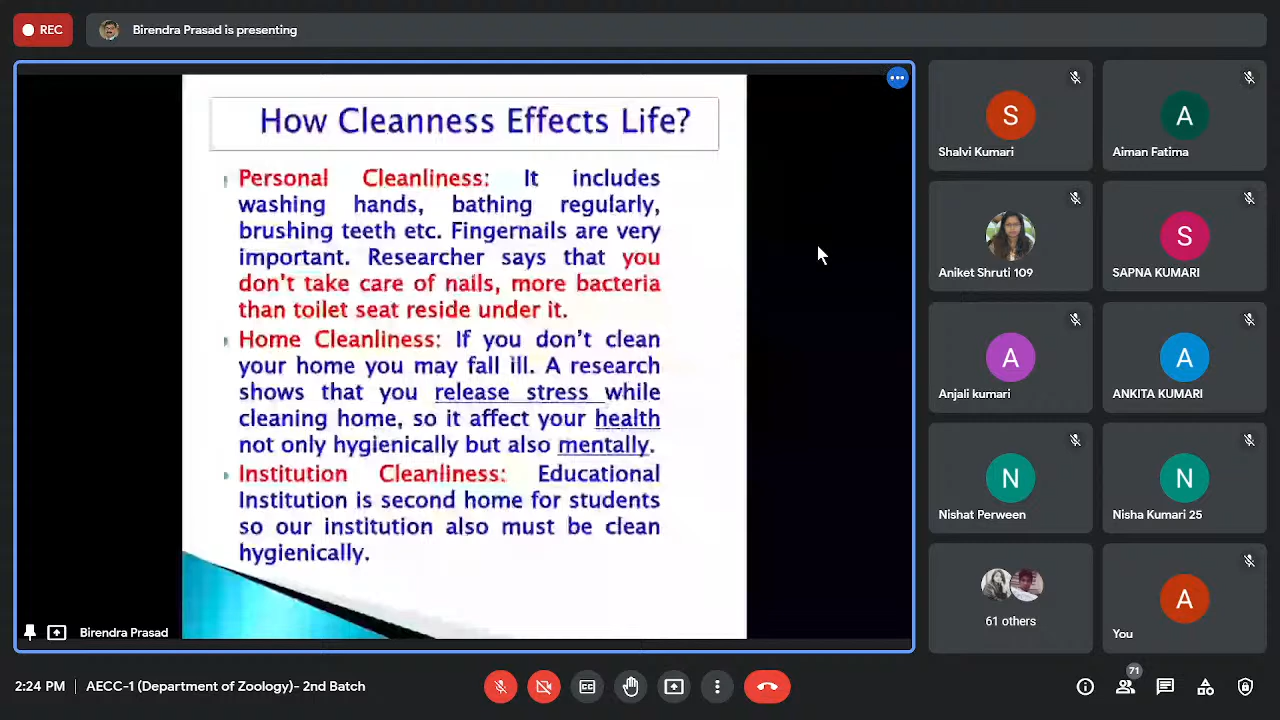 REC
Birendra Prasad is presenting
How Cleanness Effects Life?
Personal Cleanliness: It includes
washing hands, bathing regularly,
brushing teeth etc. Fingernails are very
important. Researcher says that you
don't take care of nails, more bacteria
than toilet seat reside under it.
Home Cleanliness: If you don't clean
your home you may fall ill. A research
shows that you release stress while
cleaning home, so it affect your health
not only hygienically but also mentally.
Institution Cleanliness: Educational
Institution is second home for students
so our institution also must be clean
hygienically.
Birendra Prasad
S
Shalvi Kumari
A
Aiman Fatima
Aniket Shruti 109
S
SAPNA KUMARI
A
Anjali kumari
A
ANKITA KUMARI
N
Nishat Perween
N
Nisha Kumari 25
61 others
A
You
2:24 PM | AECC-1 (Department of Zoology)- 2nd Batch
71